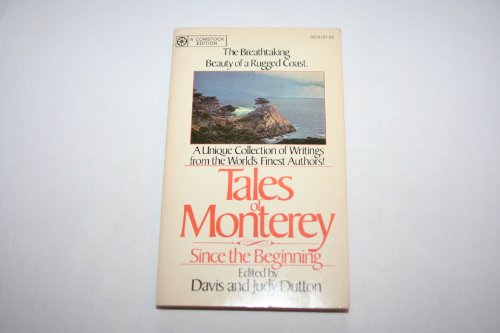 A COMSTOCK
EDITION
The Breathtaking
Beauty of a Rugged Coast.
A Unique Collection of Writings
from the World's Finest Authors!
Tales
of
Monterey
Since the Beginning
Edited by
Davis and Judy Dutton